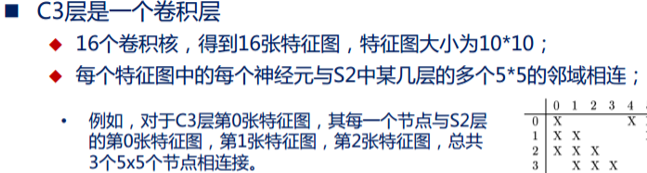 C3层是一个卷积层
16个卷积核，得到16张特征图，特征图大小为10*10；
每个特征图中的每个神经元与S2中某几层的多个5*5的邻域相连；
例如，对于C3层第0张特征图，其每一个节点与S2层
的第0张特征图，第1张特征图，第2张特征图，总共
3个5x5个节点相连接。
0 1 2 3 4
0 X X
1 X X
2 X X X
3 X X X